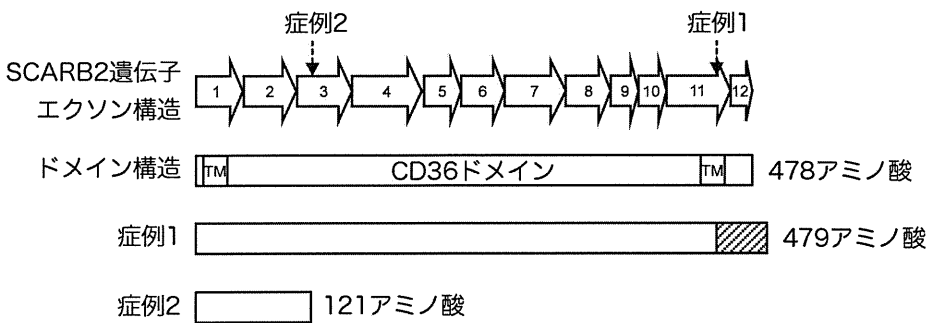 症例2 症例1
SCARB2遺伝子
エクソン構造
1 2 3 4 5 6 7 8 9 10 11 12
ドメイン構造 TM CD36ドメイン TM 478アミノ酸
症例1 479アミノ酸
症例2 121アミノ酸